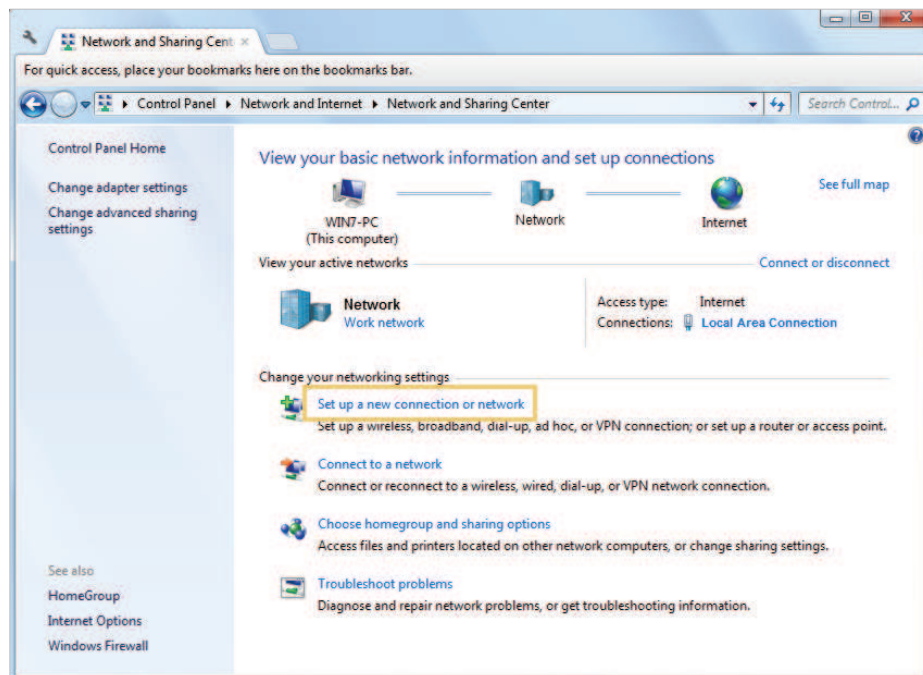 Network and Sharing Cent
For quick access, place your bookmarks here on the bookmarks bar.
Control Panel Network and Internet Network and Sharing Center
Search Control...
Control Panel Home
Change adapter settings
Change advanced sharing
settings
View your basic network information and set up connections
See full map
WIN7-PC
(This computer)
Network
Internet
View your active networks
Connect or disconnect
Network
Work network
Access type: Internet
Connections: Local Area Connection
Change your networking settings
Set up a new connection or network
Set up a wireless, broadband, dial-up, ad hoc, or VPN connection; or set up a router or access point.
Connect to a network
Connect or reconnect to a wireless, wired, dial-up, or VPN network connection.
Choose homegroup and sharing options
Access files and printers located on other network computers, or change sharing settings.
Troubleshoot problems
Diagnose and repair network problems, or get troubleshooting information.
See also
HomeGroup
Internet Options
Windows Firewall